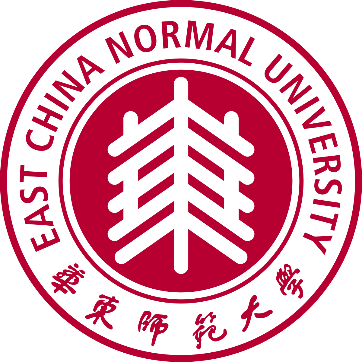 EAST CHINA NORMAL UNIVERSITY
華東師範大學